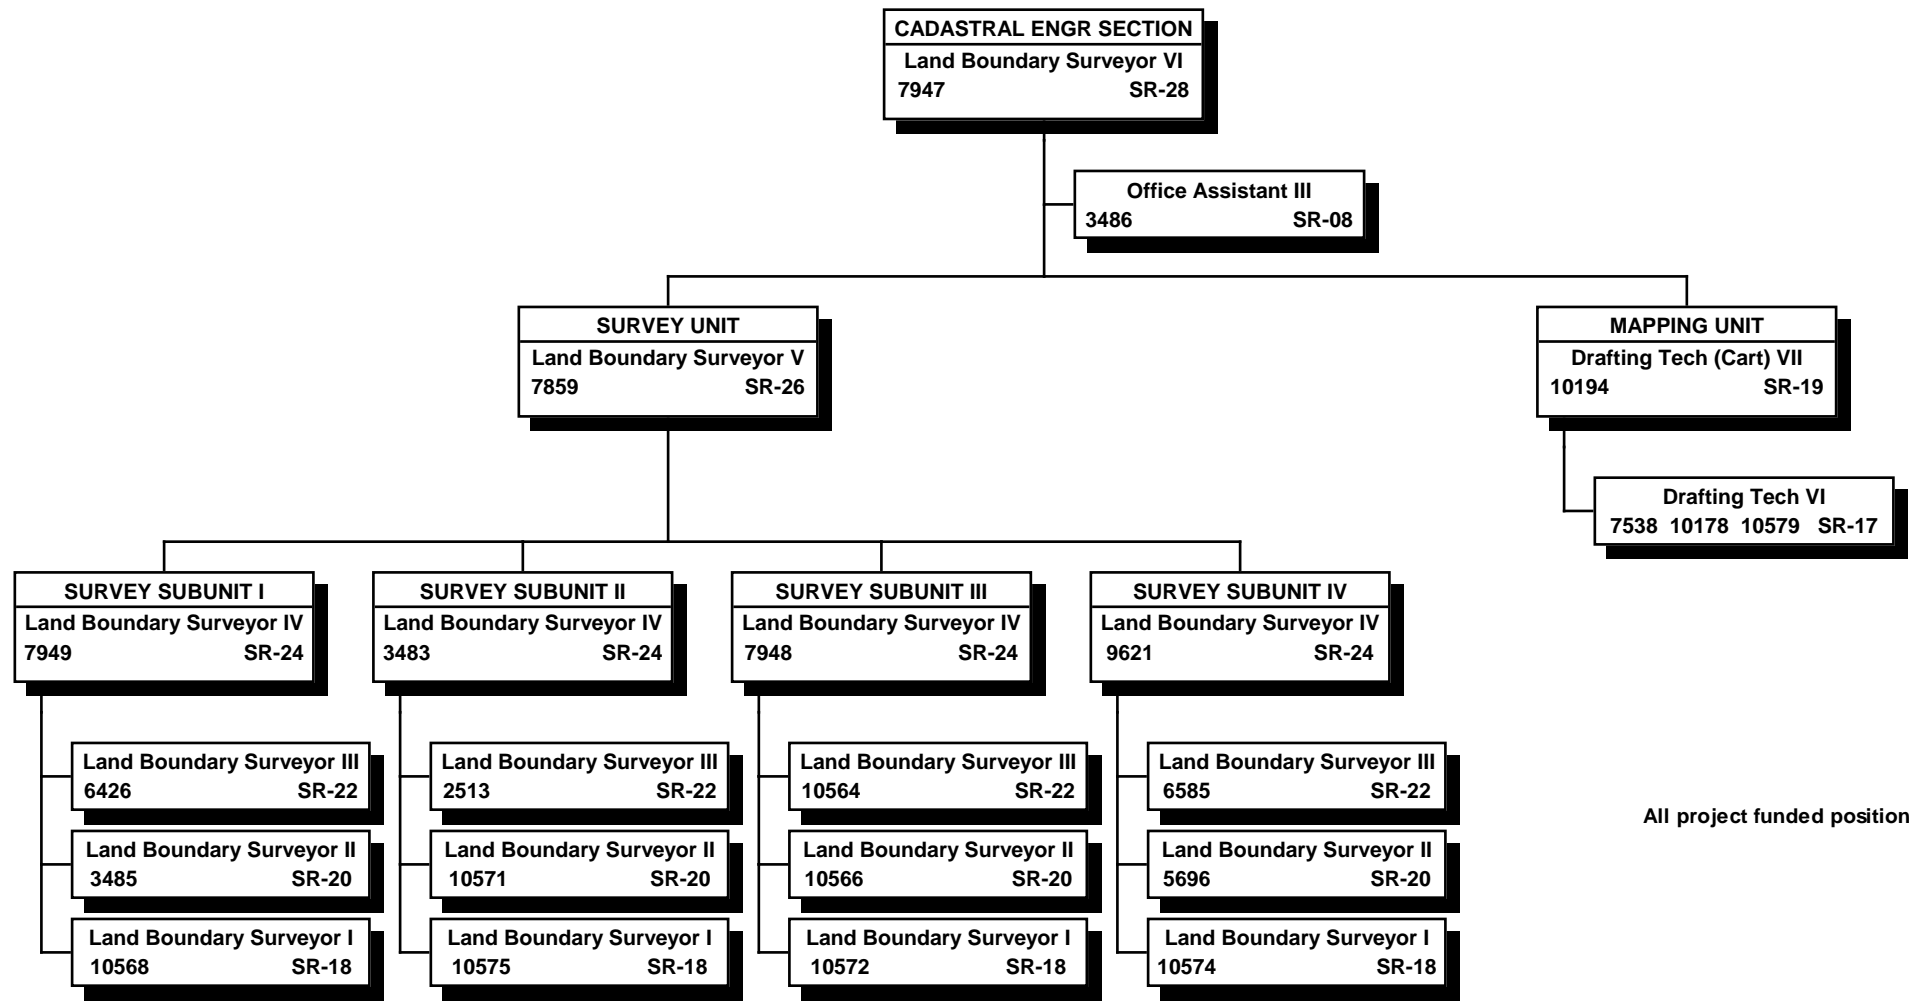 CADASTRAL ENGR SECTION
Land Boundary Surveyor VI
7947 SR-28
Office Assistant III
3486 SR-08
SURVEY UNIT
Land Boundary Surveyor V
7859 SR-26
MAPPING UNIT
Drafting Tech (Cart) VII
10194 SR-19
Drafting Tech VI
7538 10178 10579 SR-17
SURVEY SUBUNIT I
Land Boundary Surveyor IV
7949 SR-24
Land Boundary Surveyor III
6426 SR-22
Land Boundary Surveyor II
3485 SR-20
Land Boundary Surveyor I
10568 SR-18
SURVEY SUBUNIT II
Land Boundary Surveyor IV
3483 SR-24
Land Boundary Surveyor III
2513 SR-22
Land Boundary Surveyor II
10571 SR-20
Land Boundary Surveyor I
10575 SR-18
SURVEY SUBUNIT III
Land Boundary Surveyor IV
7948 SR-24
Land Boundary Surveyor III
10564 SR-22
Land Boundary Surveyor II
10566 SR-20
Land Boundary Surveyor I
10572 SR-18
SURVEY SUBUNIT IV
Land Boundary Surveyor IV
9621 SR-24
Land Boundary Surveyor III
6585 SR-22
Land Boundary Surveyor II
5696 SR-20
Land Boundary Surveyor I
10574 SR-18
All project funded position